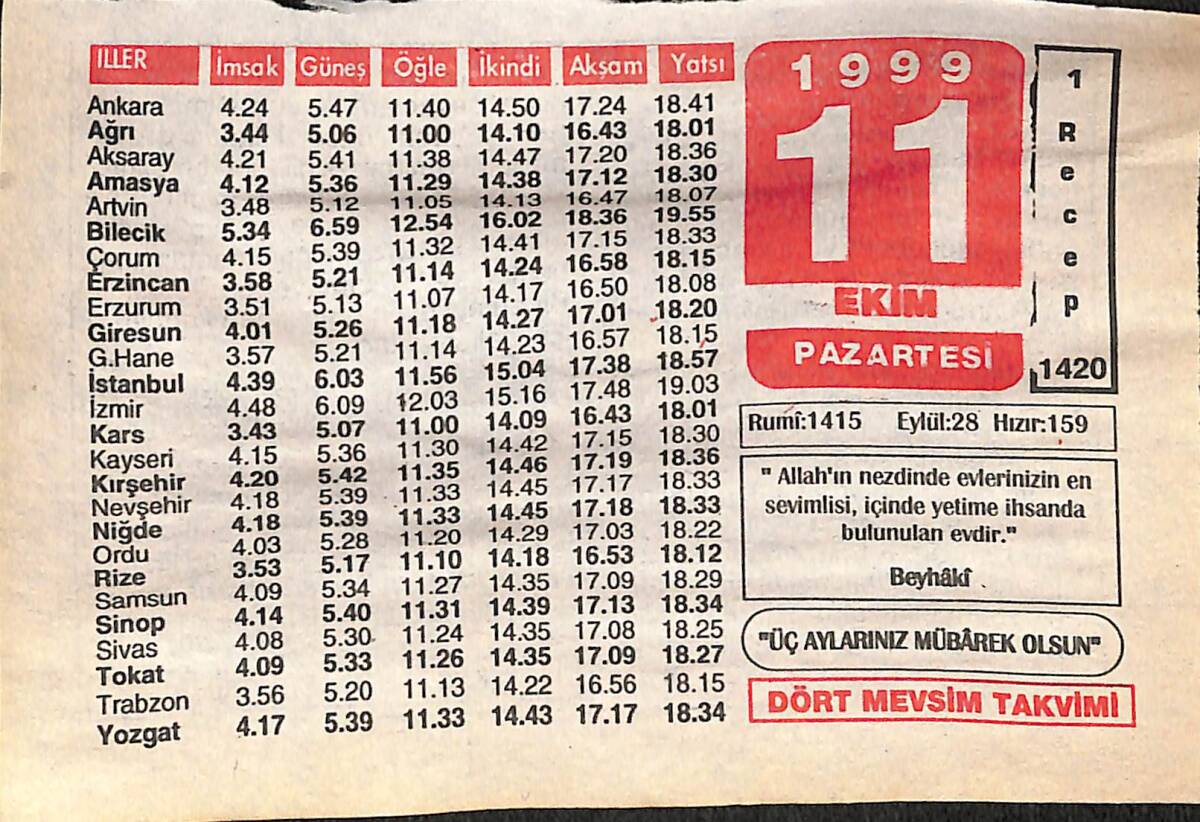 İLLER İmsak Güneş Öğle İkindi Akşam Yatsı
Ankara 4.24 5.47 11.40 14.50 17.24 18.41
Ağrı 3.44 5.06 11.00 14.10 16.43 18.01
Aksaray 4.21 5.41 11.38 14.47 17.20 18.36
Amasya 4.12 5.36 11.29 14.38 17.12 18.30
Artvin 3.48 5.12 11.05 14.13 16.47 18.07
Bilecik 5.34 6.59 12.54 16.02 18.36 19.55
Çorum 4.15 5.39 11.32 14.41 17.15 18.33
Erzincan 3.58 5.21 11.14 14.24 16.58 18.15
Erzurum 3.51 5.13 11.07 14.17 16.50 18.08
Giresun 4.01 5.26 11.18 14.27 17.01 18.20
G.Hane 3.57 5.21 11.14 14.23 16.57 18.15
İstanbul 4.39 6.03 11.56 15.04 17.38 18.57
İzmir 4.48 6.09 12.03 15.16 17.48 19.03
Kars 3.43 5.07 11.00 14.09 16.43 18.01
Kayseri 4.15 5.36 11.30 14.42 17.15 18.30
Kırşehir 4.20 5.42 11.35 14.46 17.19 18.36
Nevşehir 4.18 5.39 11.33 14.45 17.17 18.33
Niğde 4.18 5.39 11.33 14.45 17.18 18.33
Ordu 4.03 5.28 11.20 14.29 17.03 18.22
Rize 3.53 5.17 11.10 14.18 16.53 18.12
Samsun 4.09 5.34 11.27 14.35 17.09 18.29
Sinop 4.14 5.40 11.31 14.39 17.13 18.34
Sivas 4.08 5.30 11.24 14.35 17.08 18.25
Tokat 4.09 5.33 11.26 14.35 17.09 18.27
Trabzon 3.56 5.20 11.13 14.22 16.56 18.15
Yozgat 4.17 5.39 11.33 14.43 17.17 18.34
1999
11
EKİM
PAZARTESİ
1
Recep
1420
Rumî:1415 Eylül:28 Hızır:159
" Allah'ın nezdinde evlerinizin en
sevimlisi, içinde yetime ihsanda
bulunulan evdir."
Beyhâkî
"ÜÇ AYLARINIZ MÜBÂREK OLSUN"
DÖRT MEVSİM TAKVİMİ